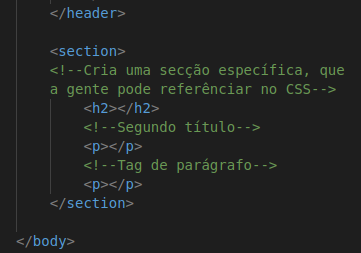 </header>
<section>
<!--Cria uma secção específica, que
a gente pode referênciar no CSS-->
<h2></h2>
<!--Segundo título-->
<p></p>
<!--Tag de parágrafo-->
<p></p>
</section>
</body>